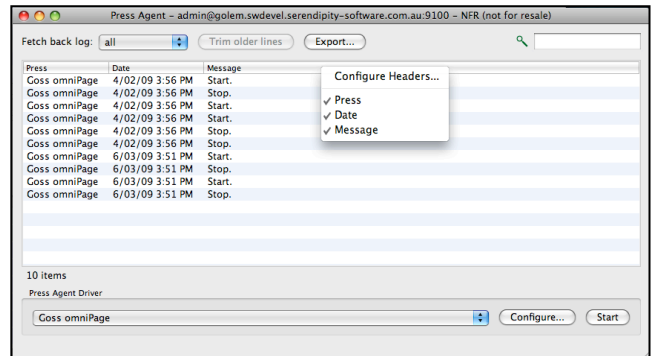 Press Agent – admin@golem.swdevel.serendipity-software.com.au:9100 – NFR (not for resale)
Fetch back log: all Trim older lines Export...
Press Date Message
Configure Headers...
Press
Date
Message
Goss omniPage 4/02/09 3:56 PM Start.
Goss omniPage 4/02/09 3:56 PM Stop.
Goss omniPage 4/02/09 3:56 PM Start.
Goss omniPage 4/02/09 3:56 PM Stop.
Goss omniPage 4/02/09 3:56 PM Start.
Goss omniPage 4/02/09 3:56 PM Stop.
Goss omniPage 6/03/09 3:51 PM Start.
Goss omniPage 6/03/09 3:51 PM Stop.
Goss omniPage 6/03/09 3:51 PM Start.
Goss omniPage 6/03/09 3:51 PM Stop.
10 items
Press Agent Driver
Goss omniPage Configure... Start